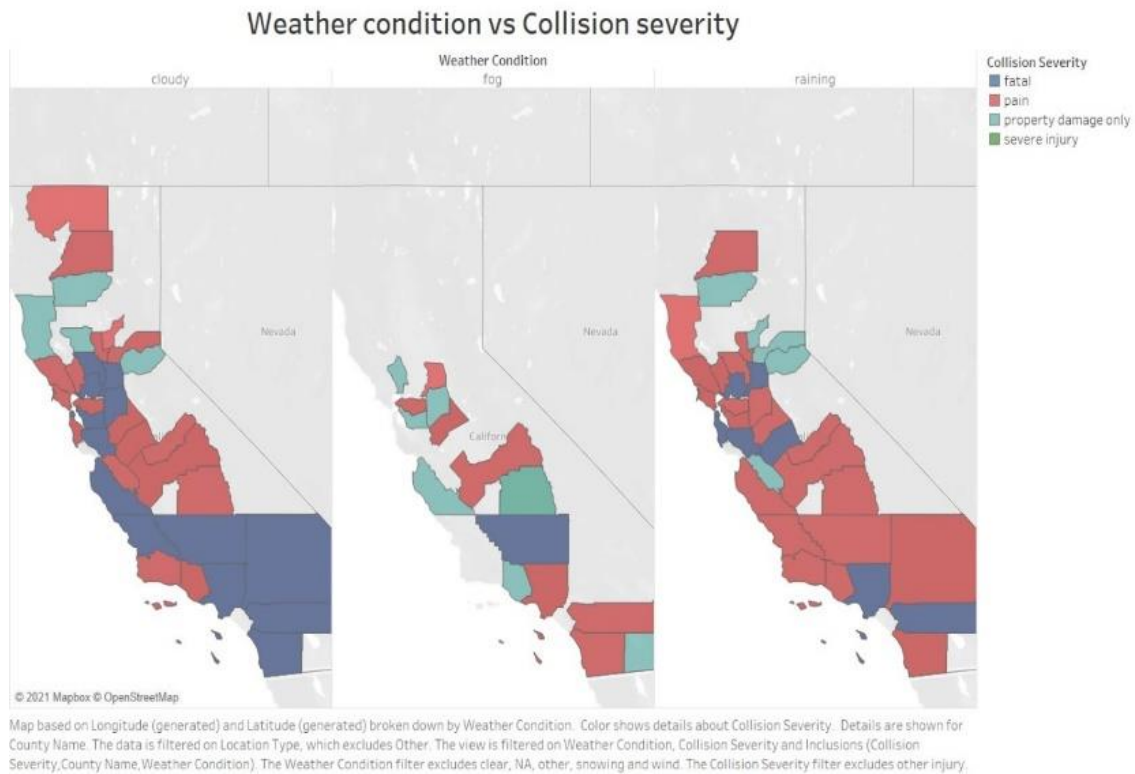 Weather condition vs Collision severity
Weather Condition
cloudy
fog
raining
Collision Severity
fatal
pain
property damage only
severe injury
Nevada
Nevada
Nevada
Californ
© 2021 Mapbox © OpenStreetMap
Map based on Longitude (generated) and Latitude (generated) broken down by Weather Condition. Color shows details about Collision Severity. Details are shown for
County Name. The data is filtered on Location Type, which excludes Other. The view is filtered on Weather Condition, Collision Severity and Inclusions (Collision
Severity,County Name,Weather Condition). The Weather Condition filter excludes clear, NA, other, snowing and wind. The Collision Severity filter excludes other injury.